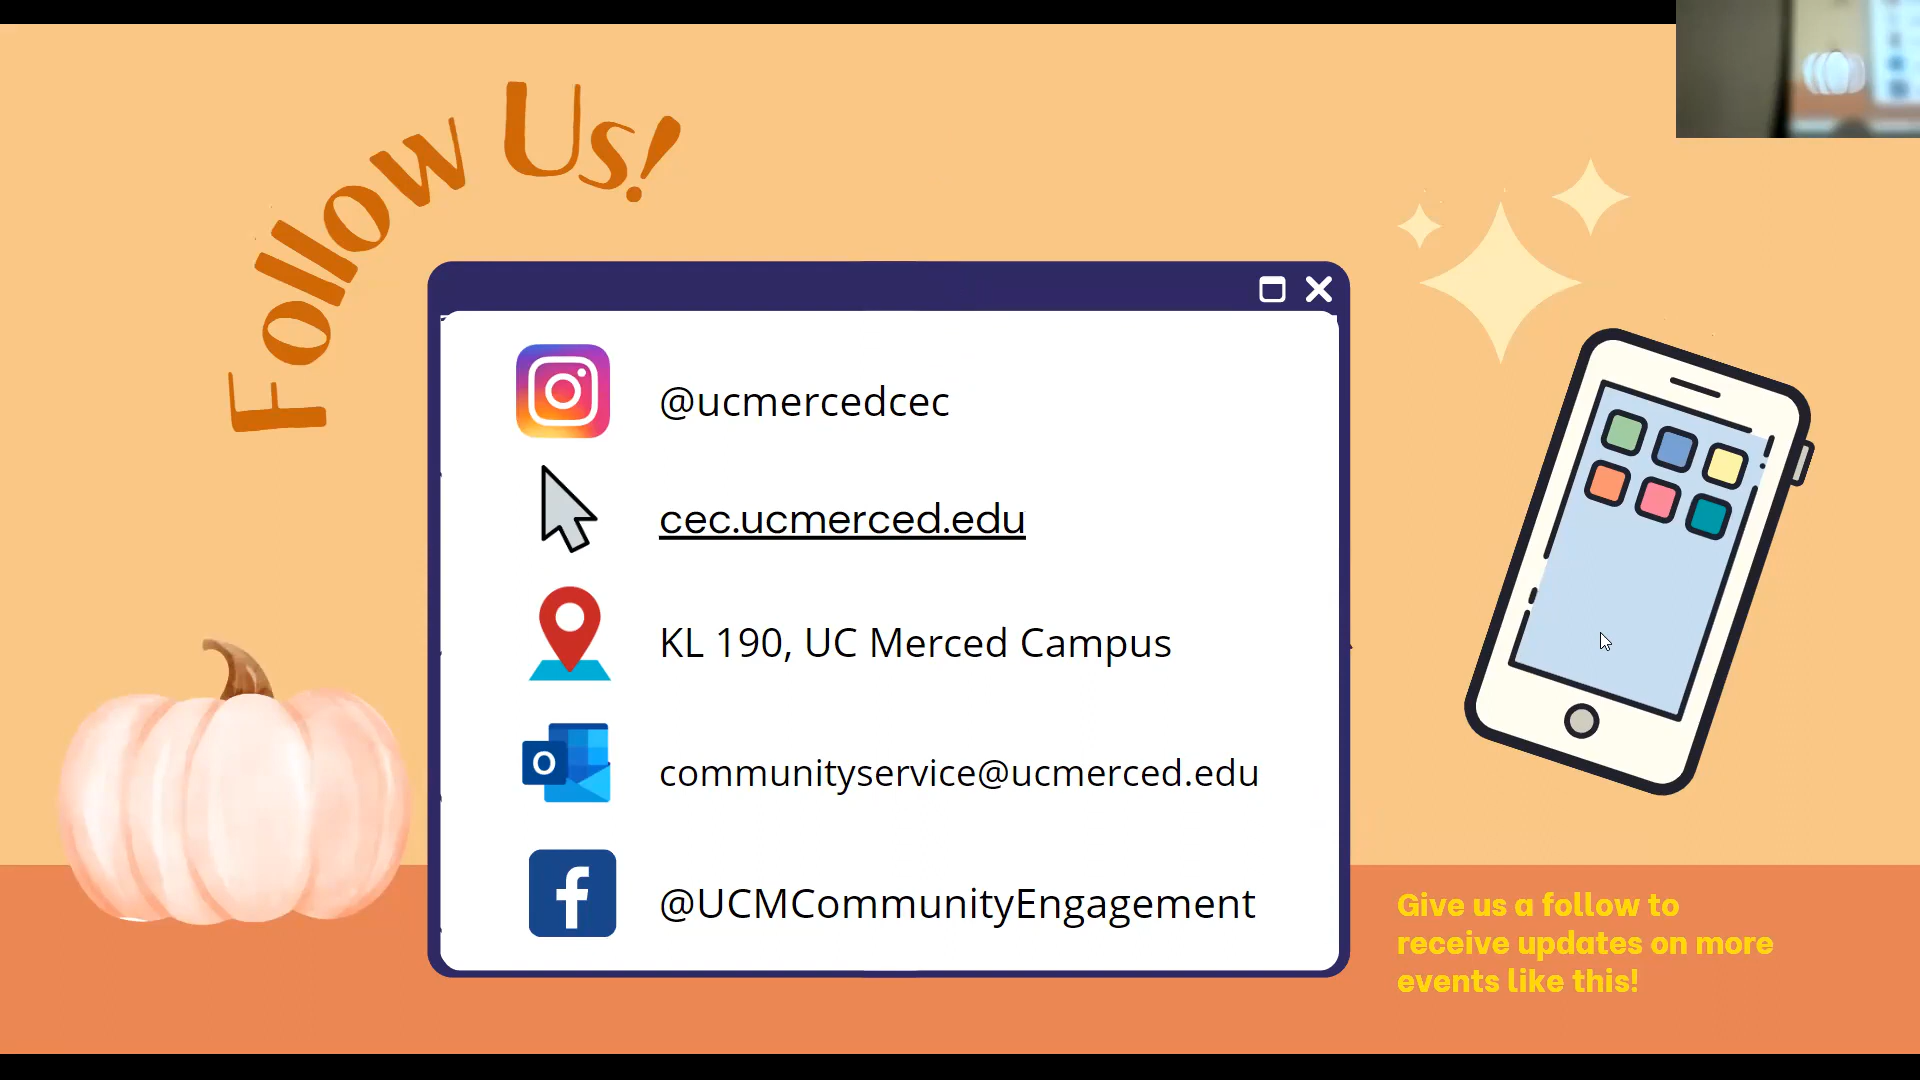 Follow Us!
@ucmercedcec
cec.ucmerced.edu
KL 190, UC Merced Campus
O
communityservice@ucmerced.edu
f
@UCMCommunityEngagement
Give us a follow to
receive updates on more
events like this!